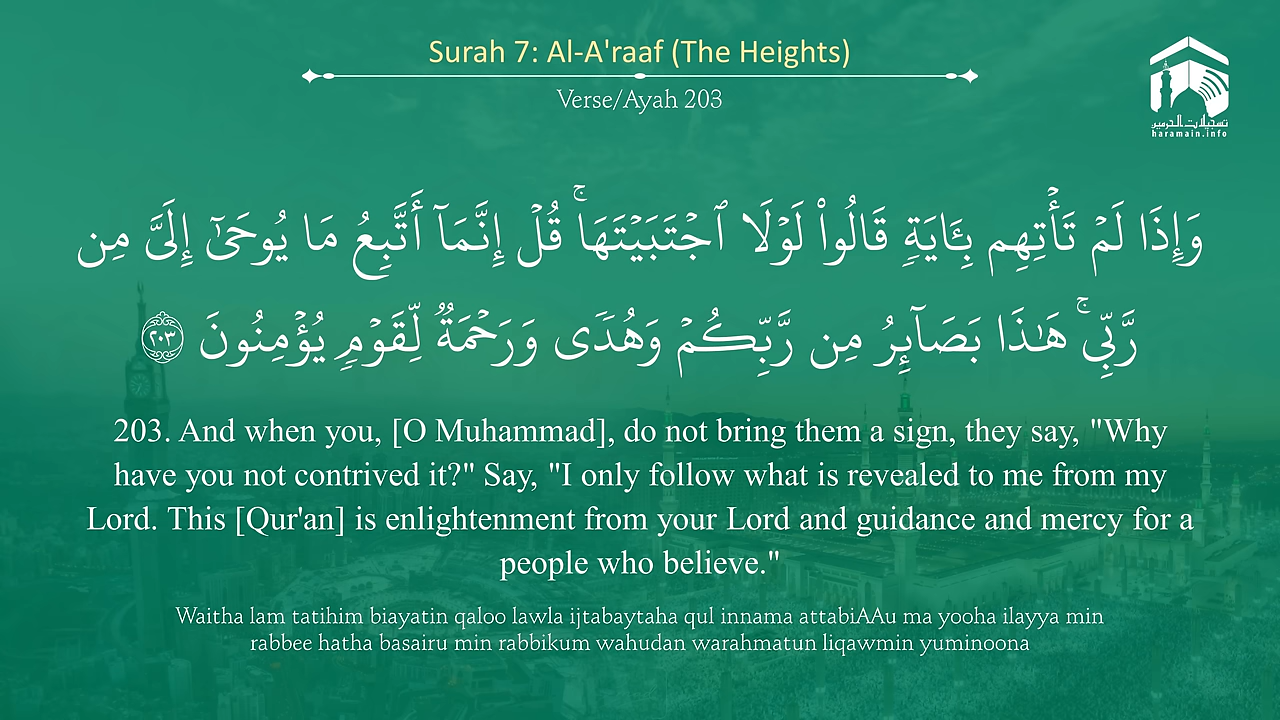 Surah 7: Al-A'raaf (The Heights)
Verse/Ayah 203
تسجيلات الحرمين
haramain.info
وَإِذَا لَمْ تَأْتِهِم بِـَٔايَةٍ قَالُوا۟ لَوْلَا ٱجْتَبَيْتَهَا ۚ قُلْ إِنَّمَآ أَتَّبِعُ مَا يُوحَىٰٓ إِلَىَّ مِن
رَّبِّى ۚ هَـٰذَا بَصَآئِرُ مِن رَّبِّكُمْ وَهُدًى وَرَحْمَةٌ لِّقَوْمٍ يُؤْمِنُونَ ٢٠٣
203. And when you, [O Muhammad], do not bring them a sign, they say, "Why
have you not contrived it?" Say, "I only follow what is revealed to me from my
Lord. This [Qur'an] is enlightenment from your Lord and guidance and mercy for a
people who believe."
Waitha lam tatihim biayatin qaloo lawla ijtabaytaha qul innama attabiAAu ma yooha ilayya min
rabbee hatha basairu min rabbikum wahudan warahmatun liqawmin yuminoona